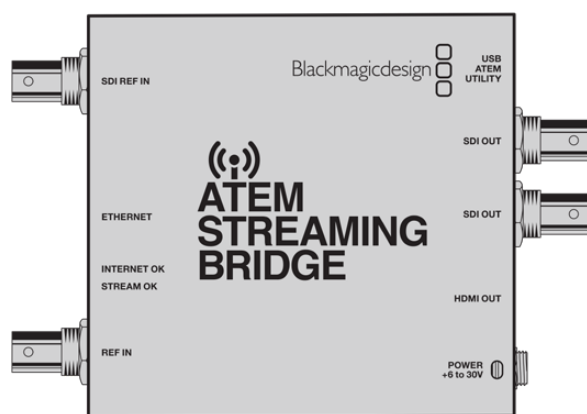 SDI REF IN
Blackmagicdesign
USB
ATEM
UTILITY
SDI OUT
ATEM
STREAMING
BRIDGE
ETHERNET
SDI OUT
INTERNET OK
STREAM OK
HDMI OUT
REF IN
POWER
+6 to 30V